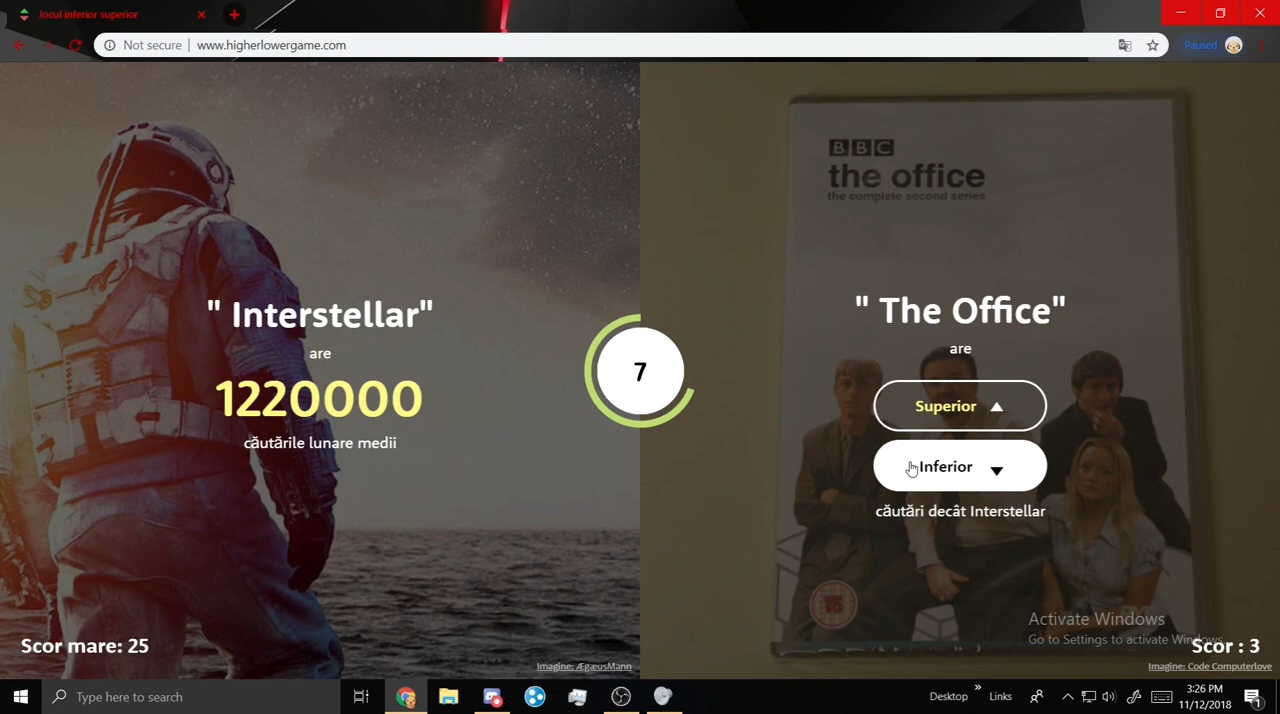 Jocul inferior superior
Not secure
www.higherlowergame.com
Paused
" Interstellar"
are
1220000
căutările lunare medii
Scor mare: 25
Imagine: ÆgæusMann
7
BBC
the office
the complete second series
" The Office"
are
Superior
Inferior
căutări decât Interstellar
15
Activate Windows
Go to Settings to activate Windows.
Scor : 3
Imagine: Code Computerlove
Type here to search
Desktop
Links
3:26 PM
11/12/2018
1